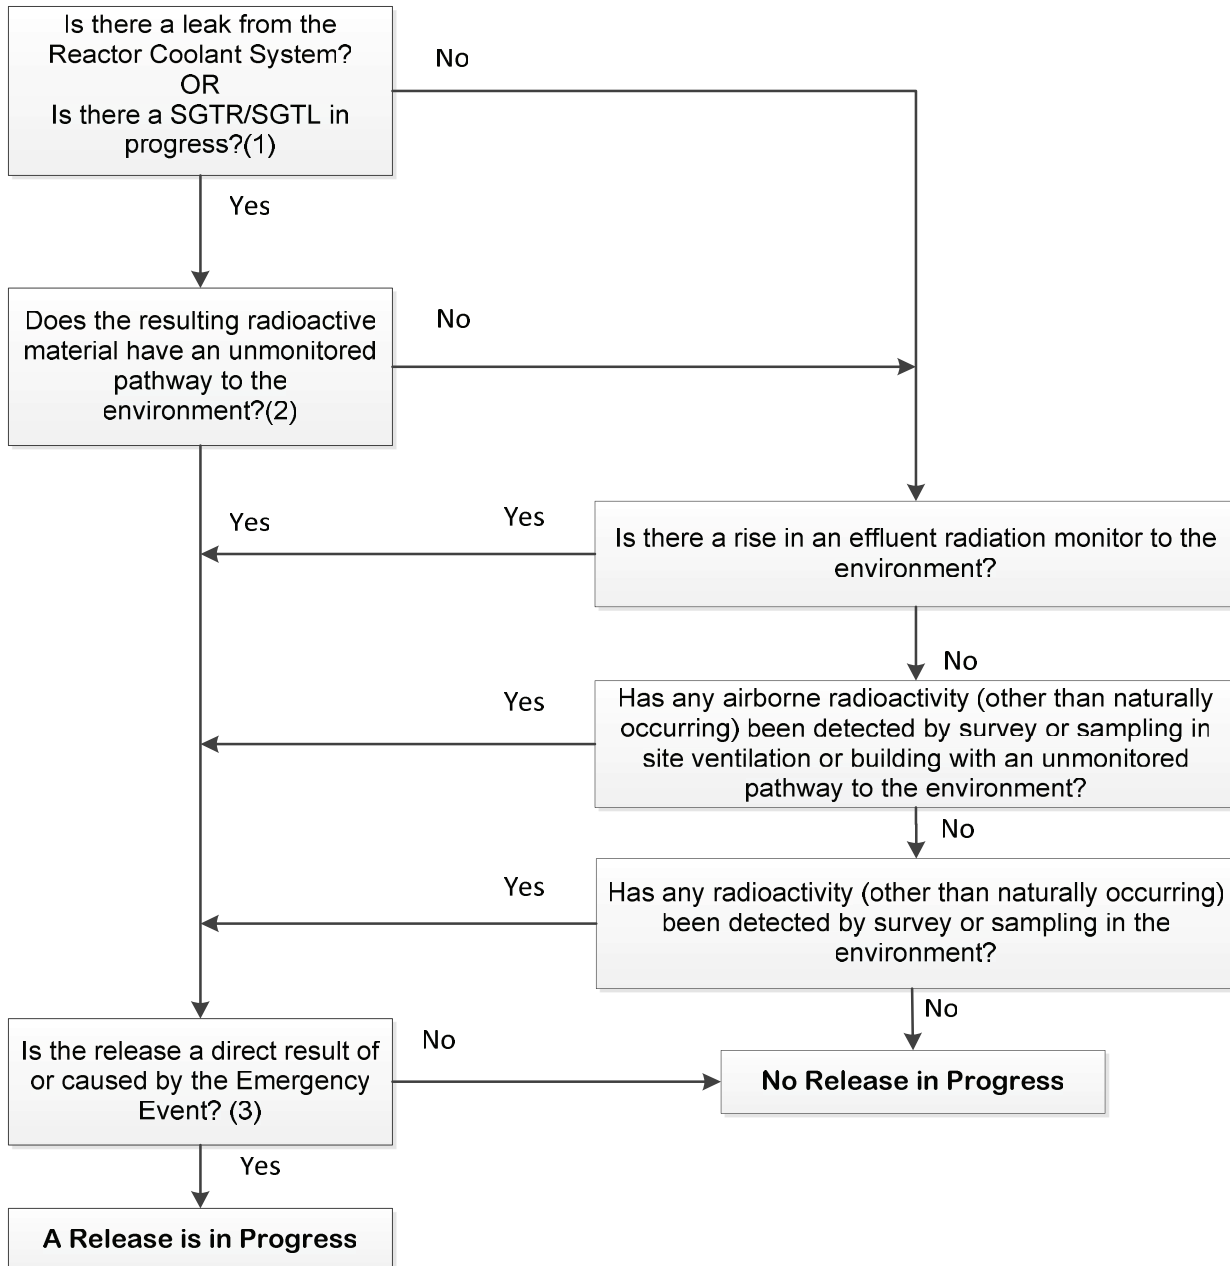 Is there a leak from the
Reactor Coolant System?
OR
Is there a SGTR/SGTL in
progress?(1)
No
Yes
Does the resulting radioactive
material have an unmonitored
pathway to the
environment?(2)
No
Yes
Yes
Is there a rise in an effluent radiation monitor to the
environment?
No
Yes
Has any airborne radioactivity (other than naturally
occurring) been detected by survey or sampling in
site ventilation or building with an unmonitored
pathway to the environment?
No
Yes
Has any radioactivity (other than naturally occurring)
been detected by survey or sampling in the
environment?
No
Is the release a direct result of
or caused by the Emergency
Event? (3)
No
No Release in Progress
Yes
A Release is in Progress